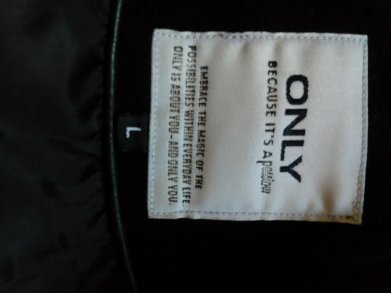 ONLY
BECAUSE IT'S A passion
EMBRACE THE MAGIC OF THE
POSSIBILITIES WITHIN EVERYDAY LIFE.
ONLY IS ABOUT YOU-AND ONLY YOU.
L